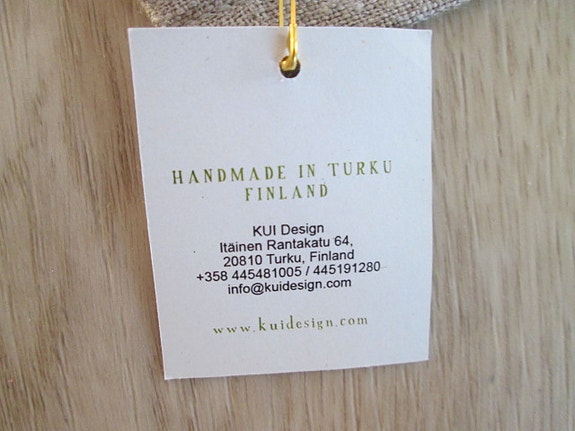 HANDMADE IN TURKU
FINLAND
KUI Design
Itäinen Rantakatu 64,
20810 Turku, Finland
+358 445481005 / 445191280
info@kuidesign.com
www.kuidesign.com